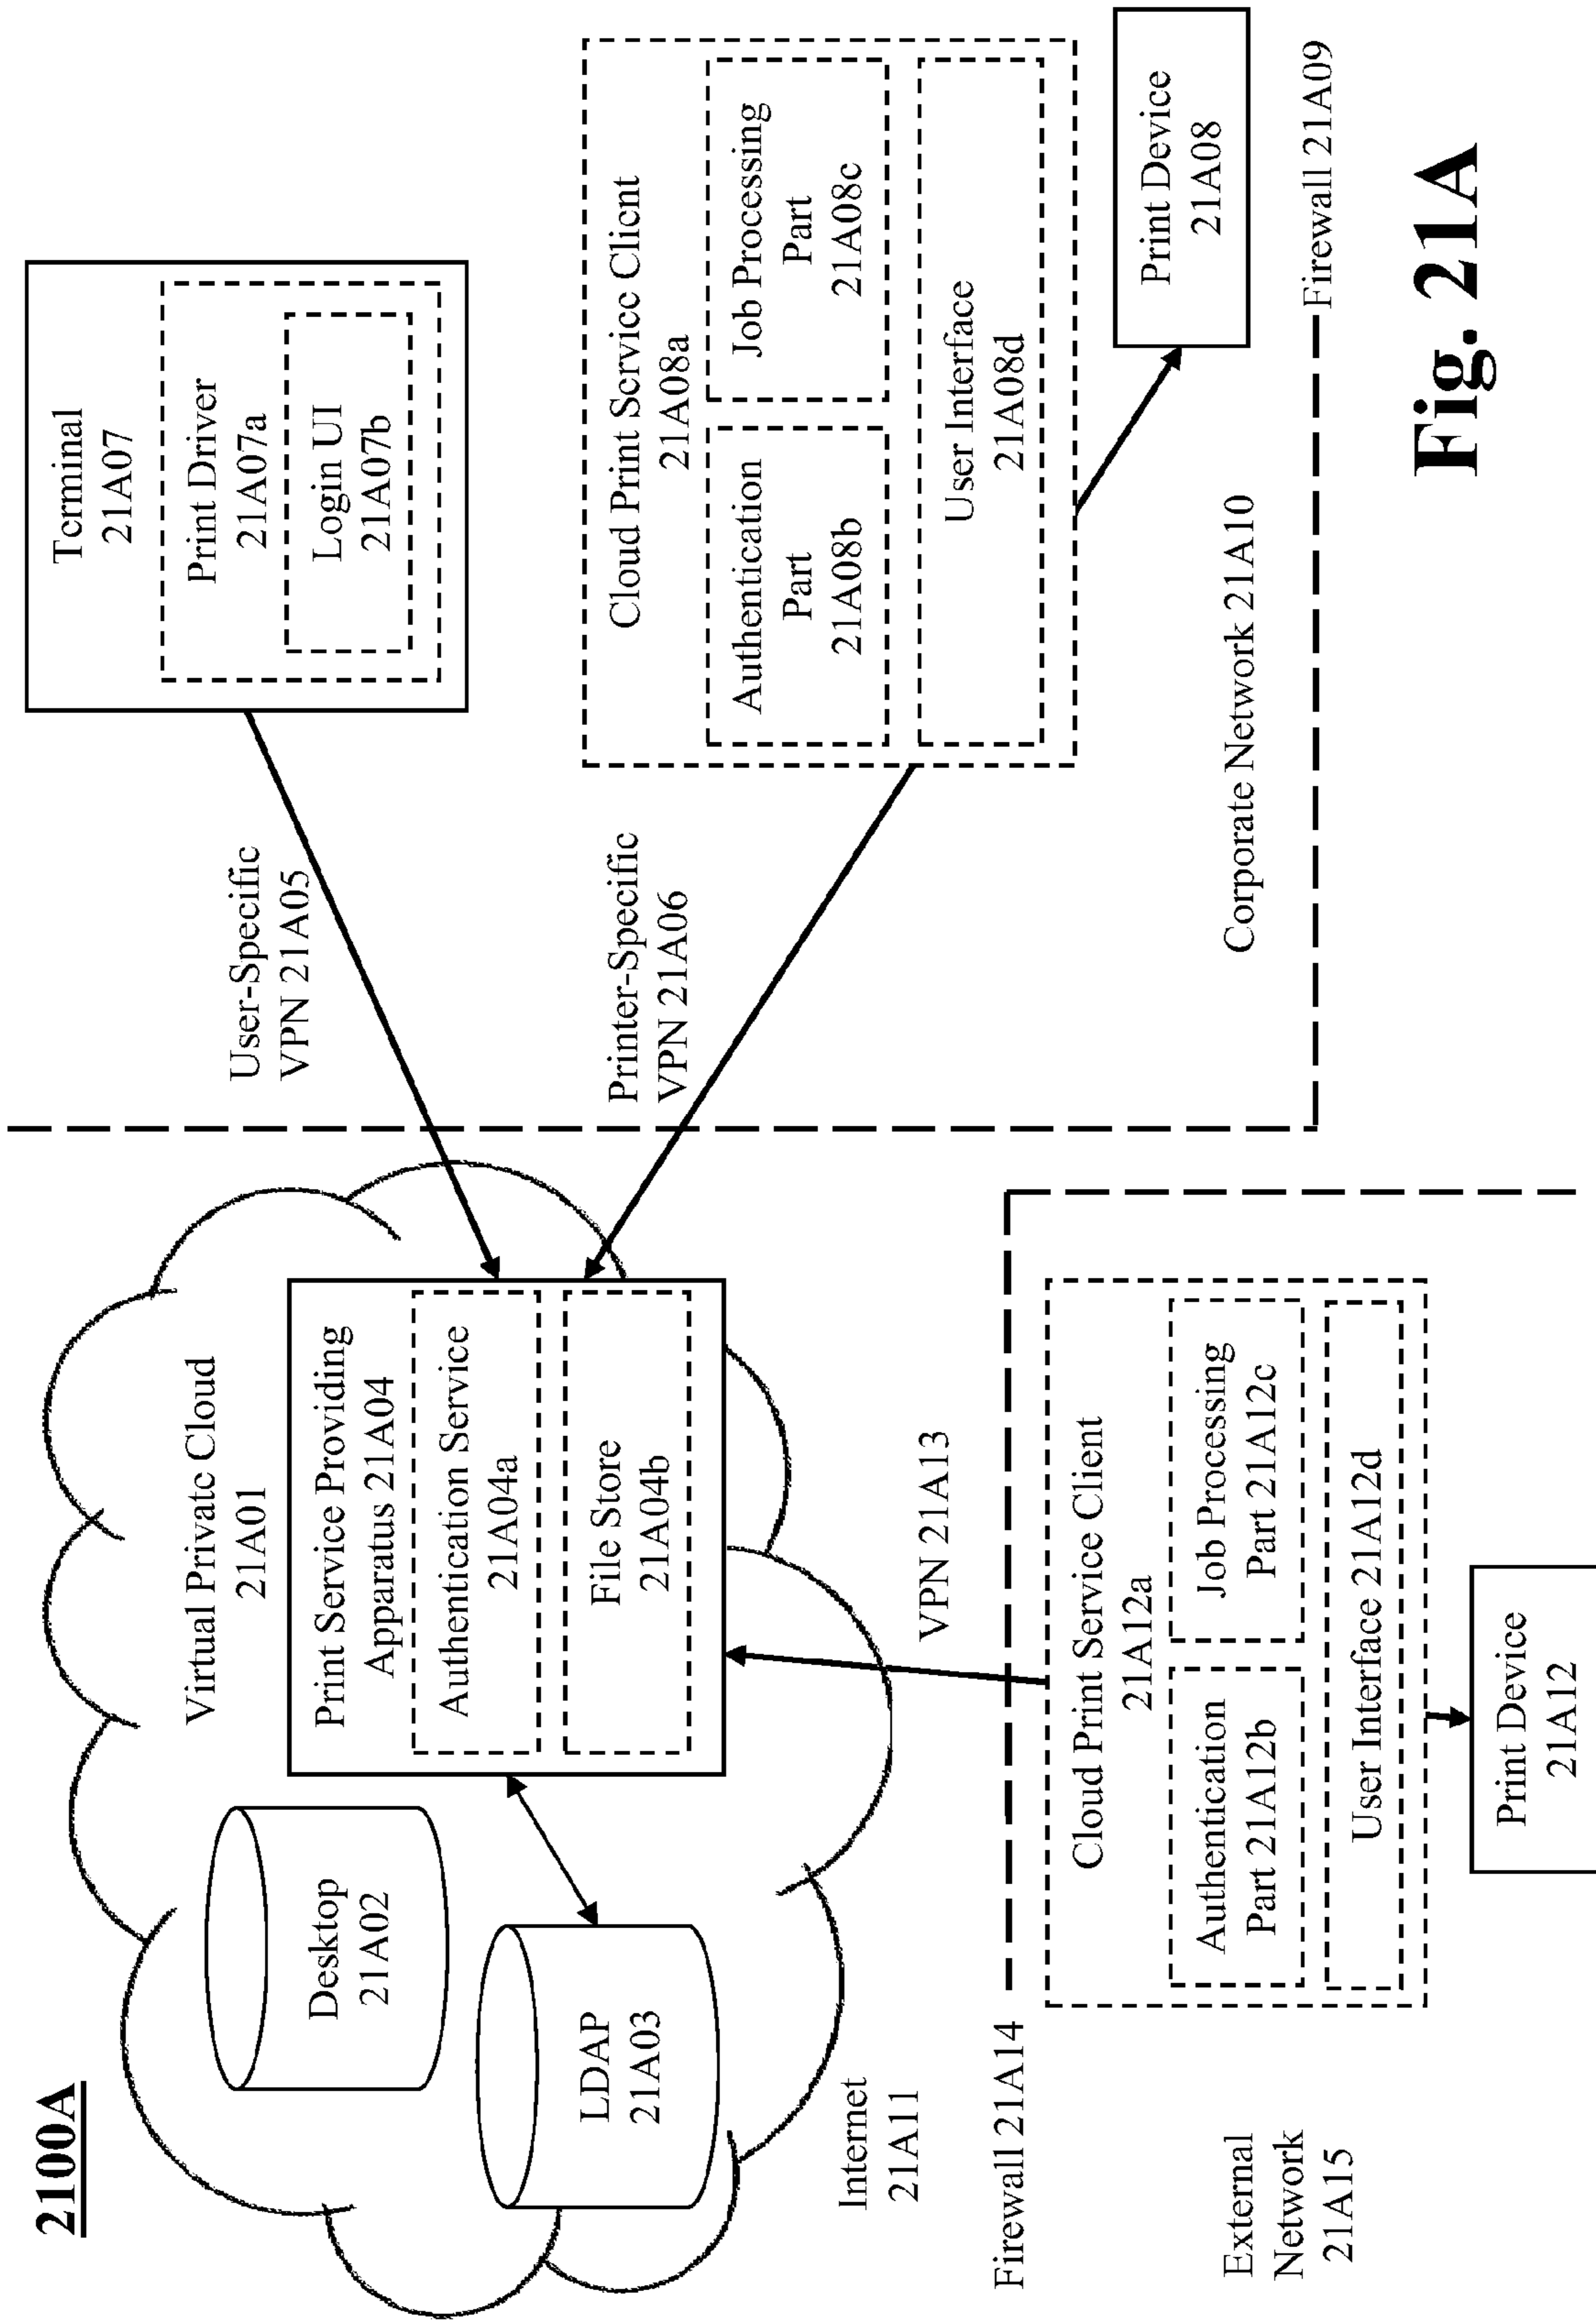 2100A
Virtual Private Cloud
21A01
Desktop
21A02
LDAP
21A03
Print Service Providing
Apparatus 21A04
Authentication Service
21A04a
File Store
21A04b
Internet
21A11
User-Specific
VPN 21A05
Printer-Specific
VPN 21A06
Terminal
21A07
Print Driver
21A07a
Login UI
21A07b
Cloud Print Service Client
21A08a
Authentication
Part
21A08b
Job Processing
Part
21A08c
User Interface
21A08d
Print Device
21A08
Corporate Network 21A10
Firewall 21A09
VPN 21A13
Firewall 21A14
External
Network
21A15
Cloud Print Service Client
21A12a
Authentication
Part 21A12b
Job Processing
Part 21A12c
User Interface 21A12d
Print Device
21A12
Fig. 21A